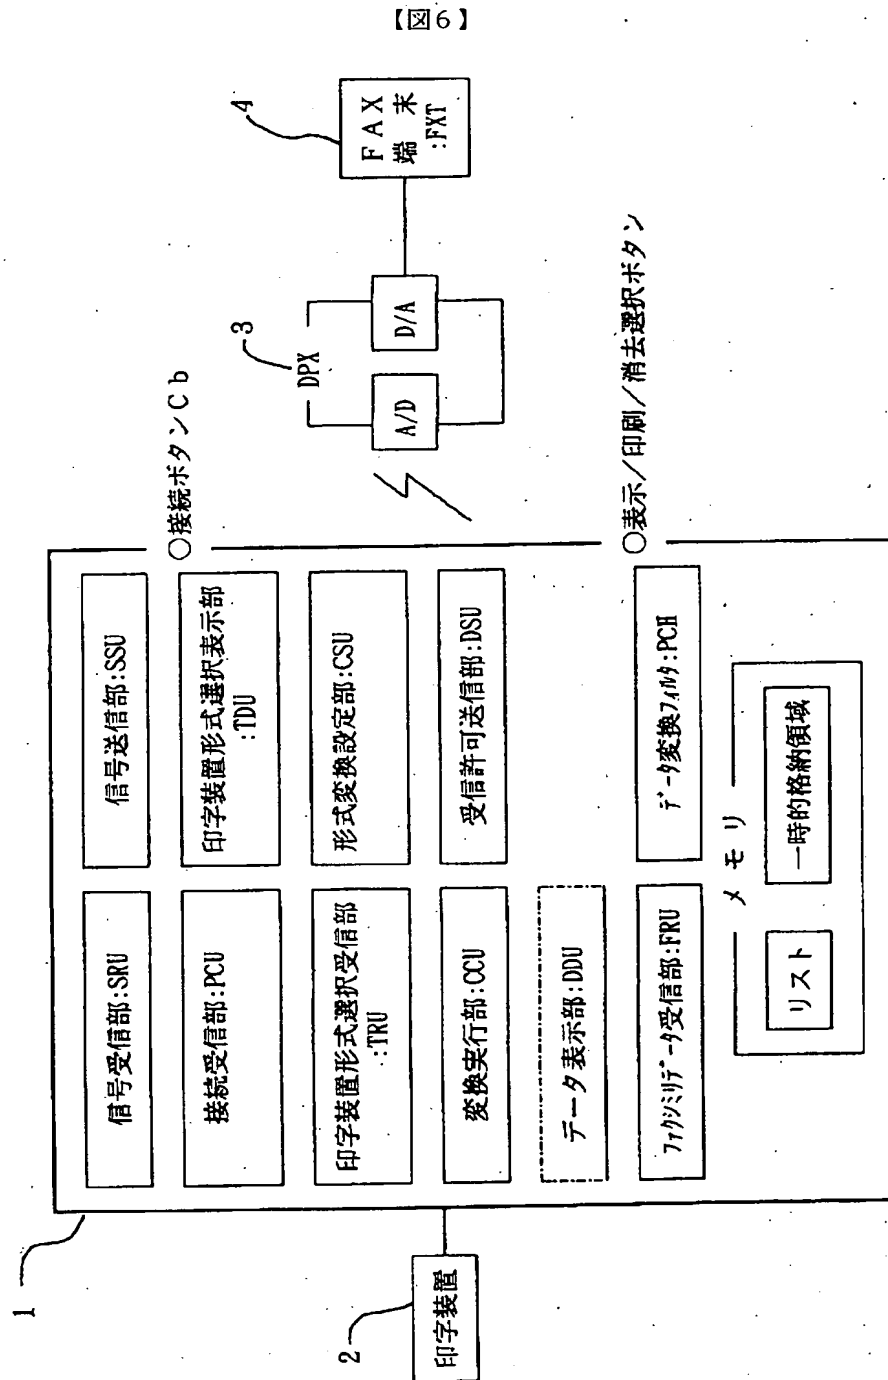 【図6】
1
信号受信部:SRU
信号送信部:SSU
○接続ボタンCb
接続受信部:PCU
印字装置形式選択表示部
:TDU
印字装置形式選択受信部
:TRU
形式変換設定部:CSU
3
DPX
A/D
D/A
4
FAX
端末
:FXT
2
印字装置
変換実行部:CCU
受信許可送信部:DSU
データ表示部:DDU
○表示/印刷/消去選択ボタン
ファクシミリデータ受信部:FRU
データ変換フィルタ:PCH
メモリ
リスト
一時的格納領域